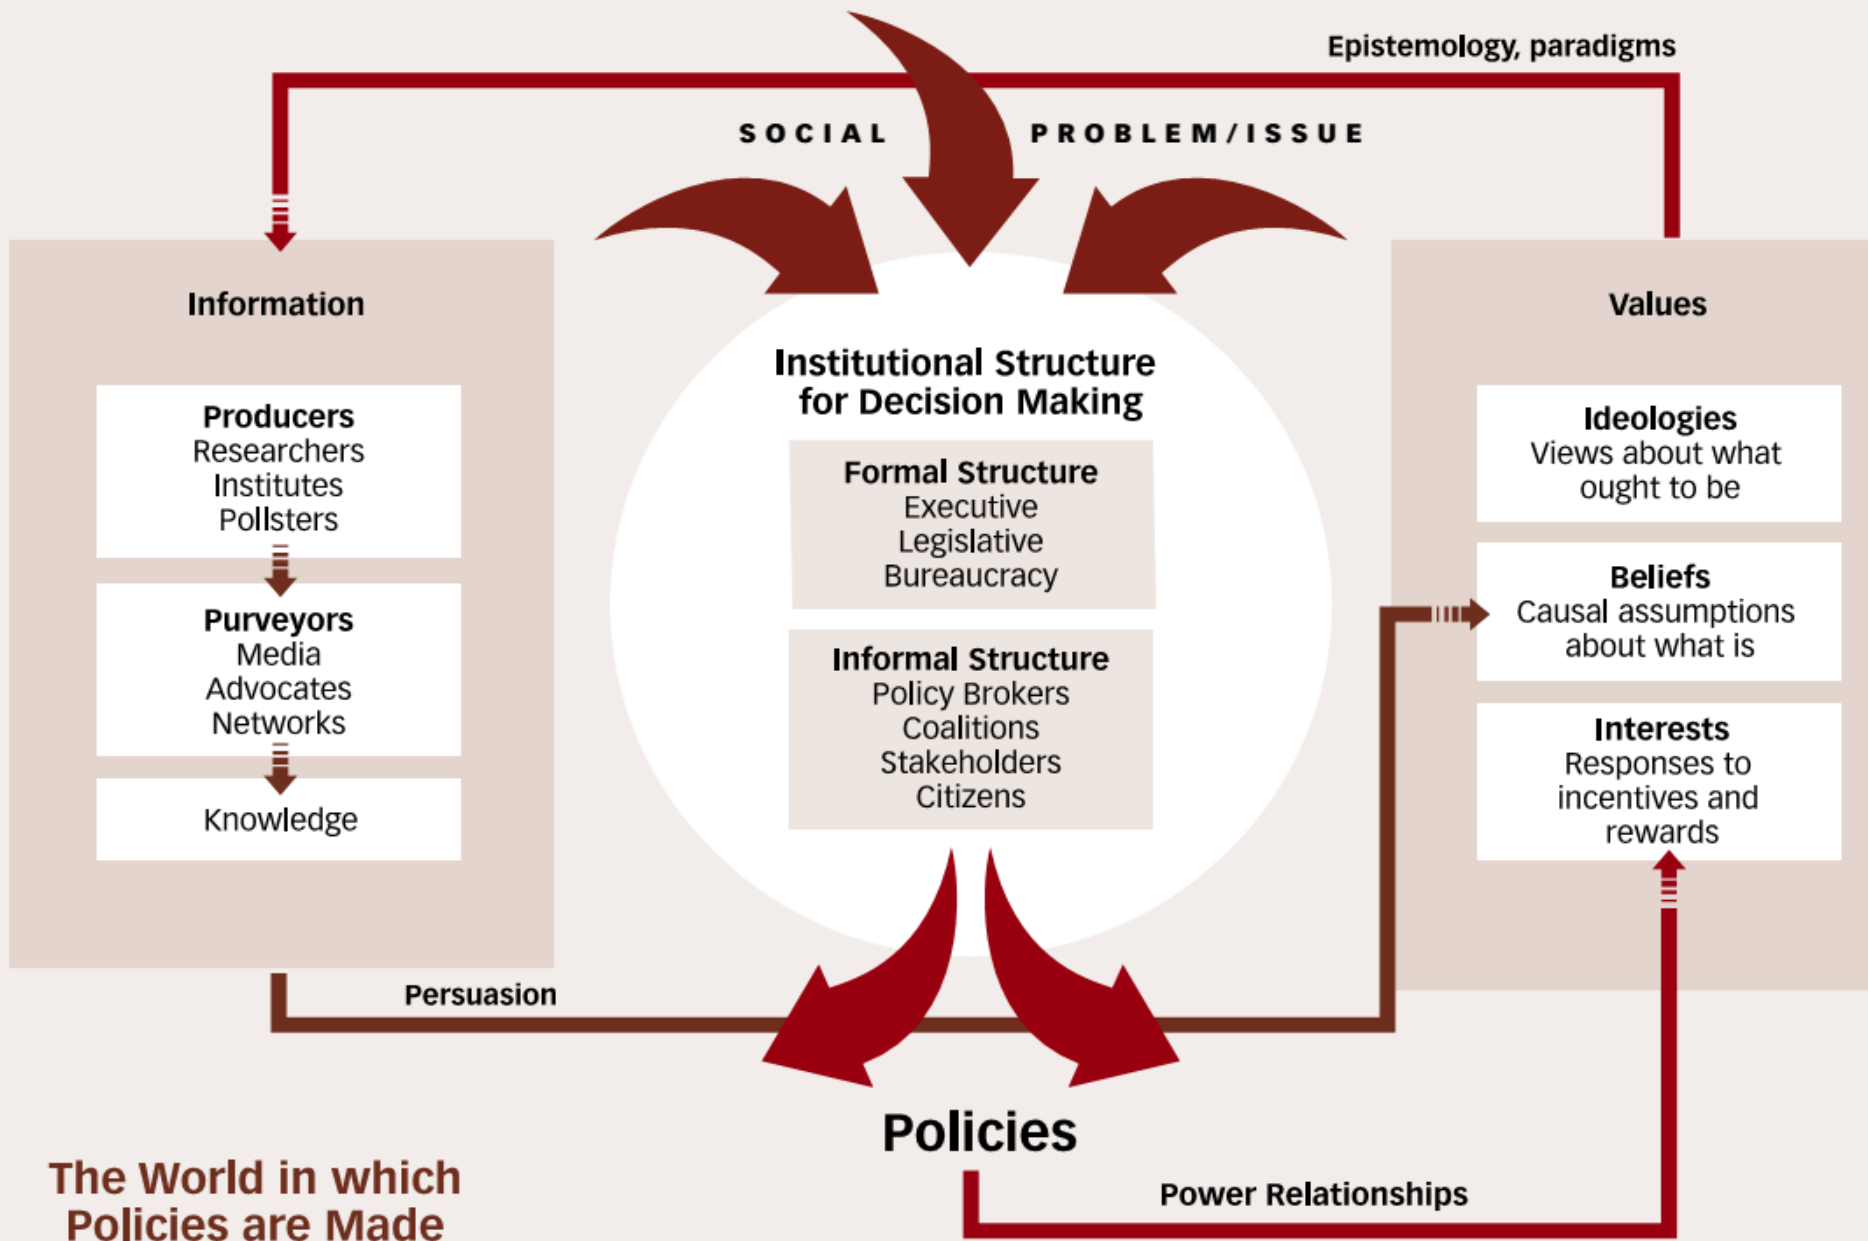 Epistemology, paradigms
SOCIAL PROBLEM/ISSUE
Information
Producers
Researchers
Institutes
Pollsters
Purveyors
Media
Advocates
Networks
Knowledge
Institutional Structure
for Decision Making
Formal Structure
Executive
Legislative
Bureaucracy
Informal Structure
Policy Brokers
Coalitions
Stakeholders
Citizens
Values
Ideologies
Views about what
ought to be
Beliefs
Causal assumptions
about what is
Interests
Responses to
incentives and
rewards
Persuasion
Policies
Power Relationships
The World in which
Policies are Made